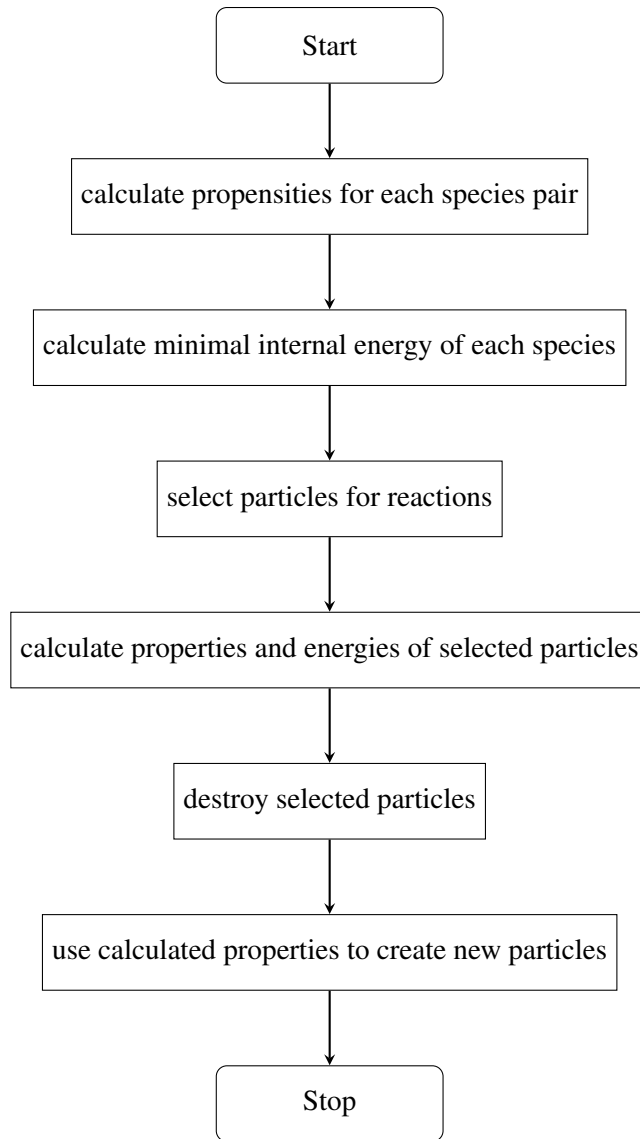 Start
calculate propensities for each species pair
calculate minimal internal energy of each species
select particles for reactions
calculate properties and energies of selected particles
destroy selected particles
use calculated properties to create new particles
Stop